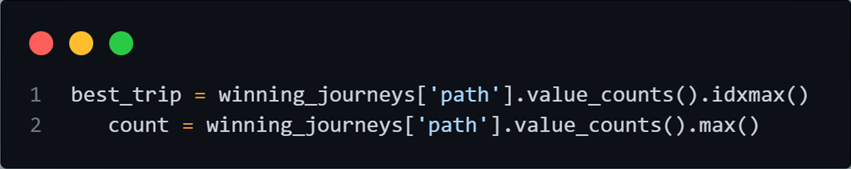 1 best_trip = winning_journeys['path'].value_counts().idxmax()
2    count = winning_journeys['path'].value_counts().max()